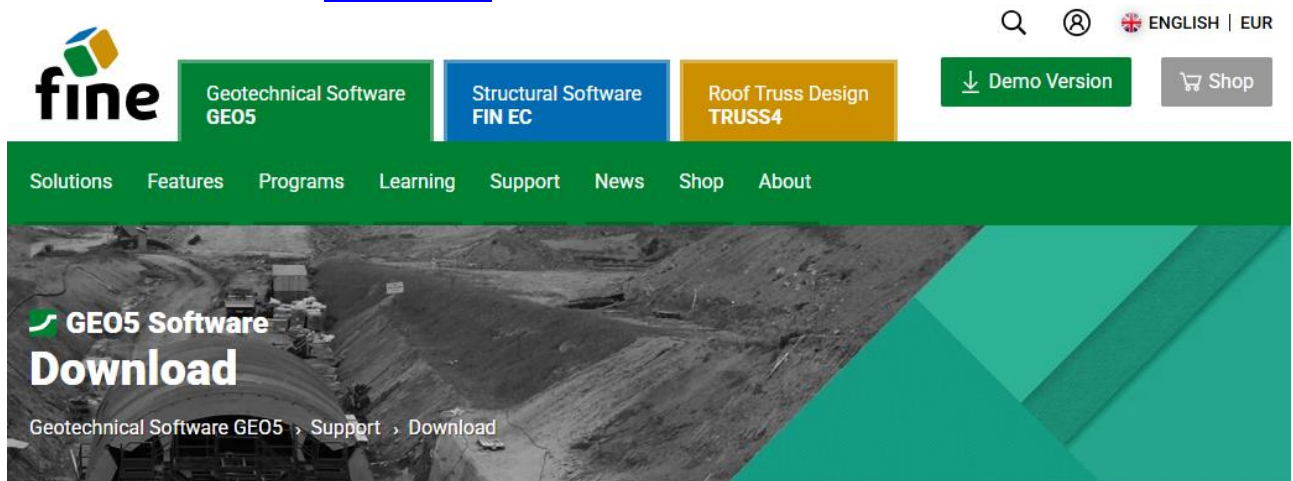 ENGLISH | EUR
fine
Geotechnical Software
GEO5
Structural Software
FIN EC
Roof Truss Design
TRUSS4
Demo Version
Shop
Solutions Features Programs Learning Support News Shop About
GEO5 Software
Download
Geotechnical Software GEO5 › Support › Download